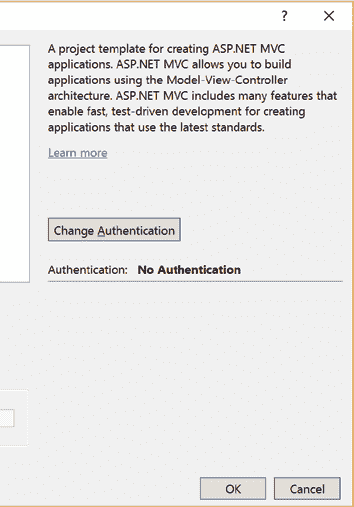 ?
A project template for creating ASP.NET MVC
applications. ASP.NET MVC allows you to build
applications using the Model-View-Controller
architecture. ASP.NET MVC includes many features that
enable fast, test-driven development for creating
applications that use the latest standards.
Learn more
Change Authentication
Authentication: No Authentication
OK Cancel